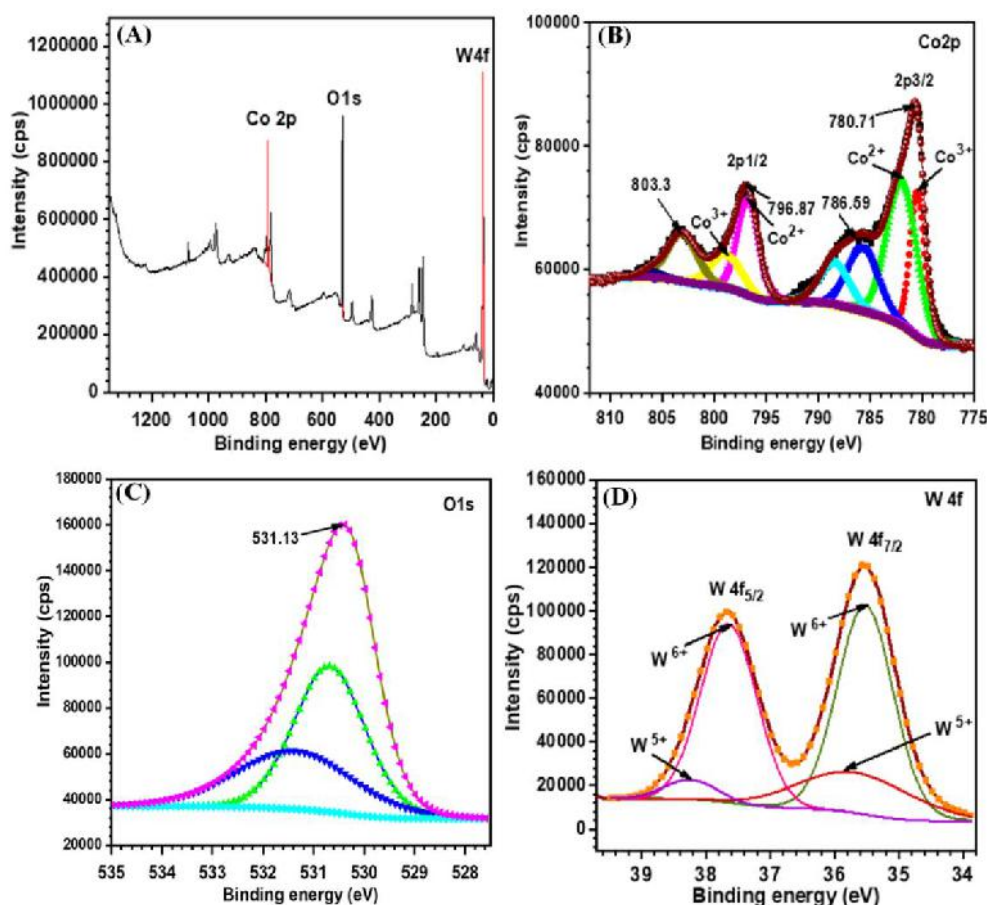 (A)
W4f
O1s
Co 2p
Intensity (cps)
1200000
1000000
800000
600000
400000
200000
0
1200 1000 800 600 400 200 0
Binding energy (eV)
(B)
Co2p
2p3/2
780.71
Co2+
Co3+
2p1/2
803.3
Co3+
796.87
Co2+
786.59
Intensity (cps)
100000
80000
60000
40000
810 805 800 795 790 785 780 775
Binding energy (eV)
(C)
O1s
531.13
Intensity (cps)
180000
160000
140000
120000
100000
80000
60000
40000
20000
535 534 533 532 531 530 529 528
Binding energy (eV)
(D)
W 4f
W 4f7/2
W 4f5/2
W 6+
W 6+
W 5+
W 5+
Intensity (cps)
160000
140000
120000
100000
80000
60000
40000
20000
0
39 38 37 36 35 34
Binding energy (eV)